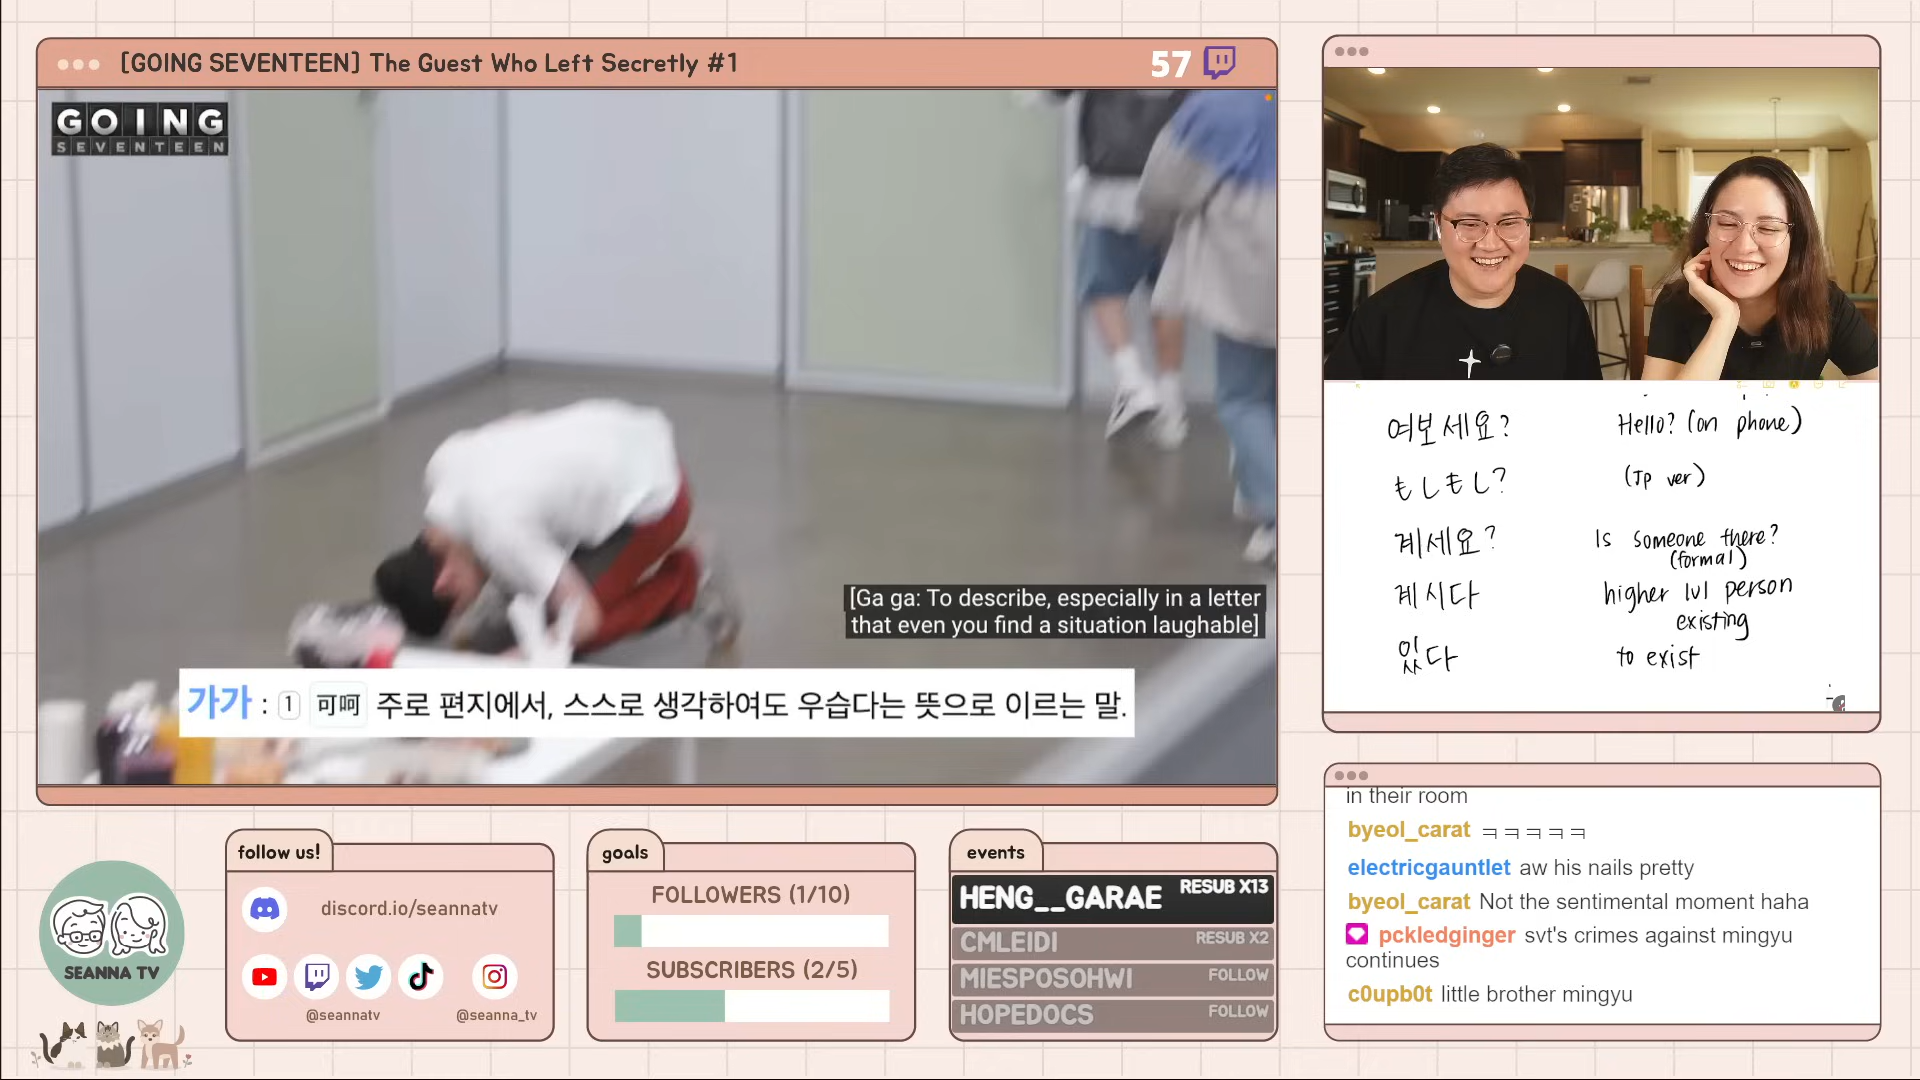 [GOING SEVENTEEN] The Guest Who Left Secretly #1
57
GOING
SEVENTEEN
[Ga ga: To describe, especially in a letter
that even you find a situation laughable]
가가 : 1 可呵 주로 편지에서, 스스로 생각하여도 우습다는 뜻으로 이르는 말.
여보세요? Hello? (on phone)
もしもし? (Jp ver)
계세요? Is someone there?
(formal)
계시다 higher lvl person
existing
있다 to exist
in their room
byeol_carat ㅋㅋㅋㅋㅋ
electricgauntlet aw his nails pretty
byeol_carat Not the sentimental moment haha
pckledginger svt's crimes against mingyu
continues
c0upb0t little brother mingyu
SEANNA TV
follow us!
discord.io/seannatv
@seannatv
@seanna_tv
goals
FOLLOWERS (1/10)
SUBSCRIBERS (2/5)
events
HENG__GARAE RESUB X13
CMLEIDI RESUB X2
MIESPOSOHWI FOLLOW
HOPEDOCS FOLLOW